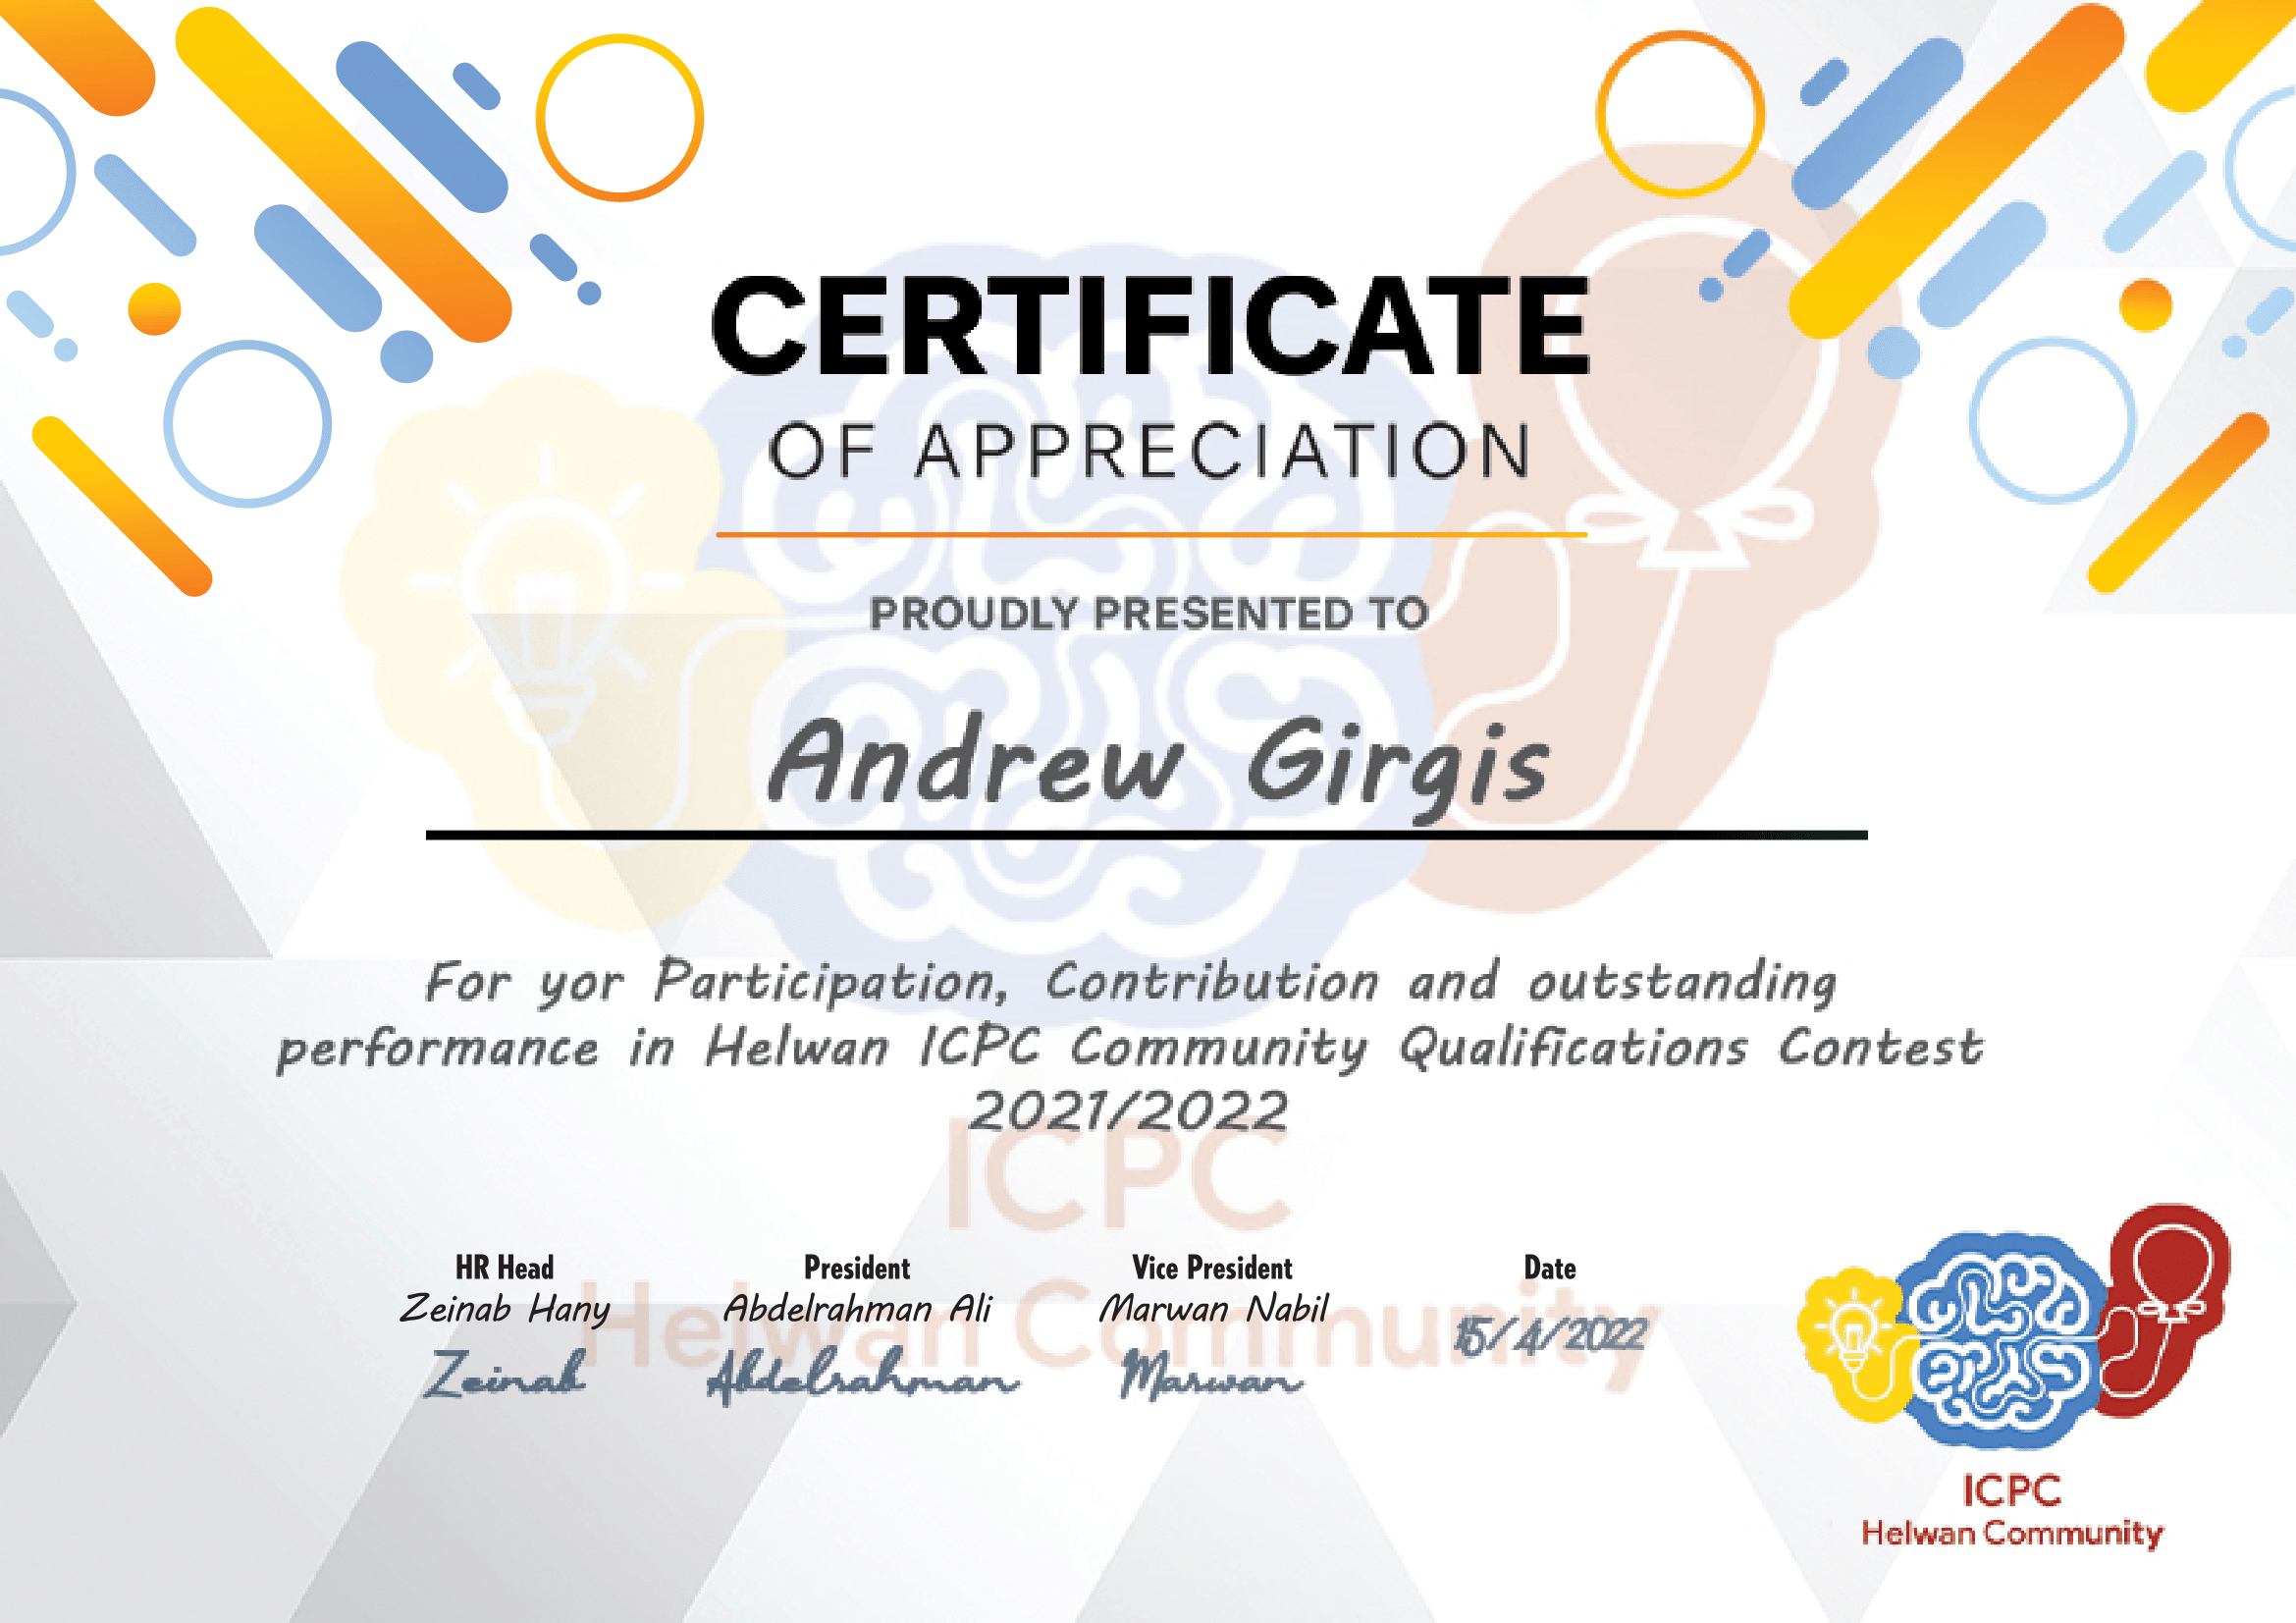 CERTIFICATE
OF APPRECIATION
PROUDLY PRESENTED TO
Andrew Girgis
For yor Participation, Contribution and outstanding
performance in Helwan ICPC Community Qualifications Contest
2021/2022
ICPC
Helwan Community
HR Head
Zeinab Hany
Zeinab
President
Abdelrahman Ali
Abdelrahman
Vice President
Marwan Nabil
Marwan
Date
15/4/2022
ICPC
Helwan Community